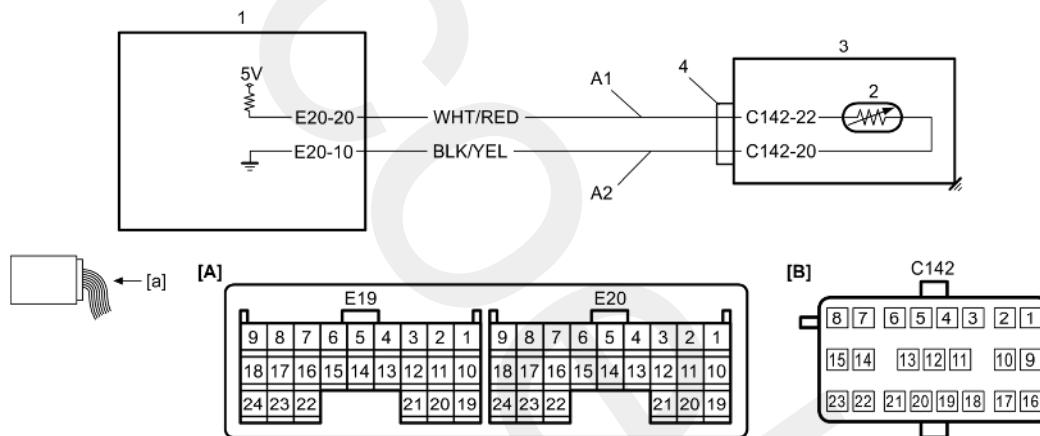 1
5V
E20-20
WHT/RED
A1
4
3
2
C142-22
E20-10
BLK/YEL
A2
C142-20
[a]
[A]
E19
E20
9 8 7 6 5 4 3 2 1
9 8 7 6 5 4 3 2 1
18 17 16 15 14 13 12 11 10
18 17 16 15 14 13 12 11 10
24 23 22 21 20 19
24 23 22 21 20 19
[B]
C142
8 7 6 5 4 3 2 1
15 14 13 12 11 10 9
23 22 21 20 19 18 17 16